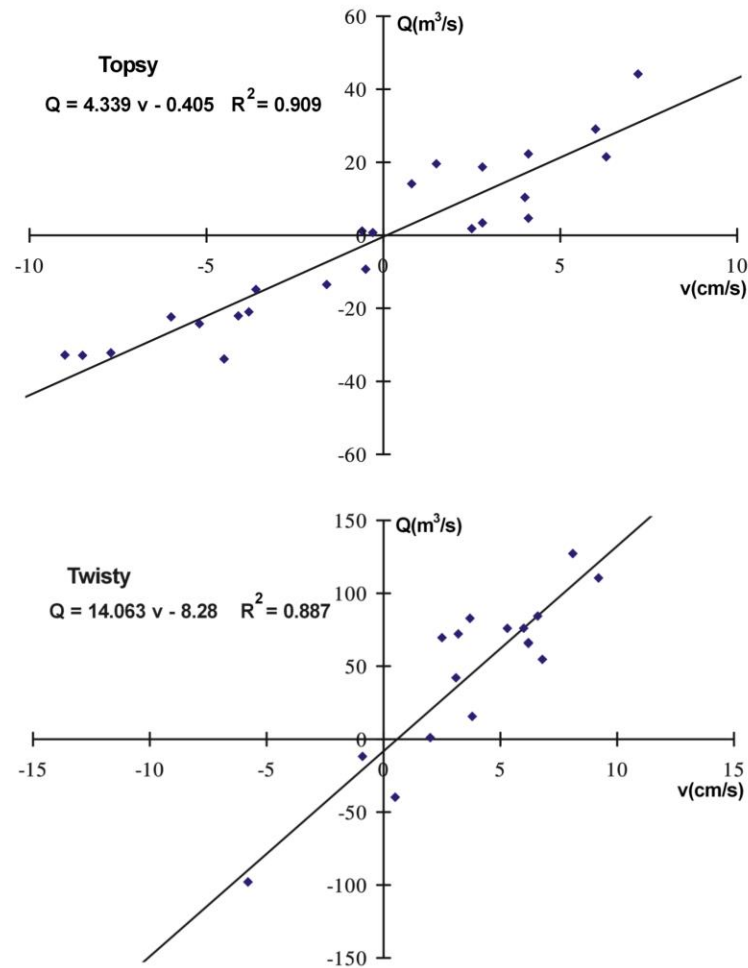 60
Q(m³/s)
Topsy
Q = 4.339 v - 0.405 R² = 0.909
40
20
0
-10 -5 0 5 10
v(cm/s)
-20
-40
-60
150
Q(m³/s)
Twisty
Q = 14.063 v - 8.28 R² = 0.887
100
50
0
-15 -10 -5 0 5 10 15
v(cm/s)
-50
-100
-150